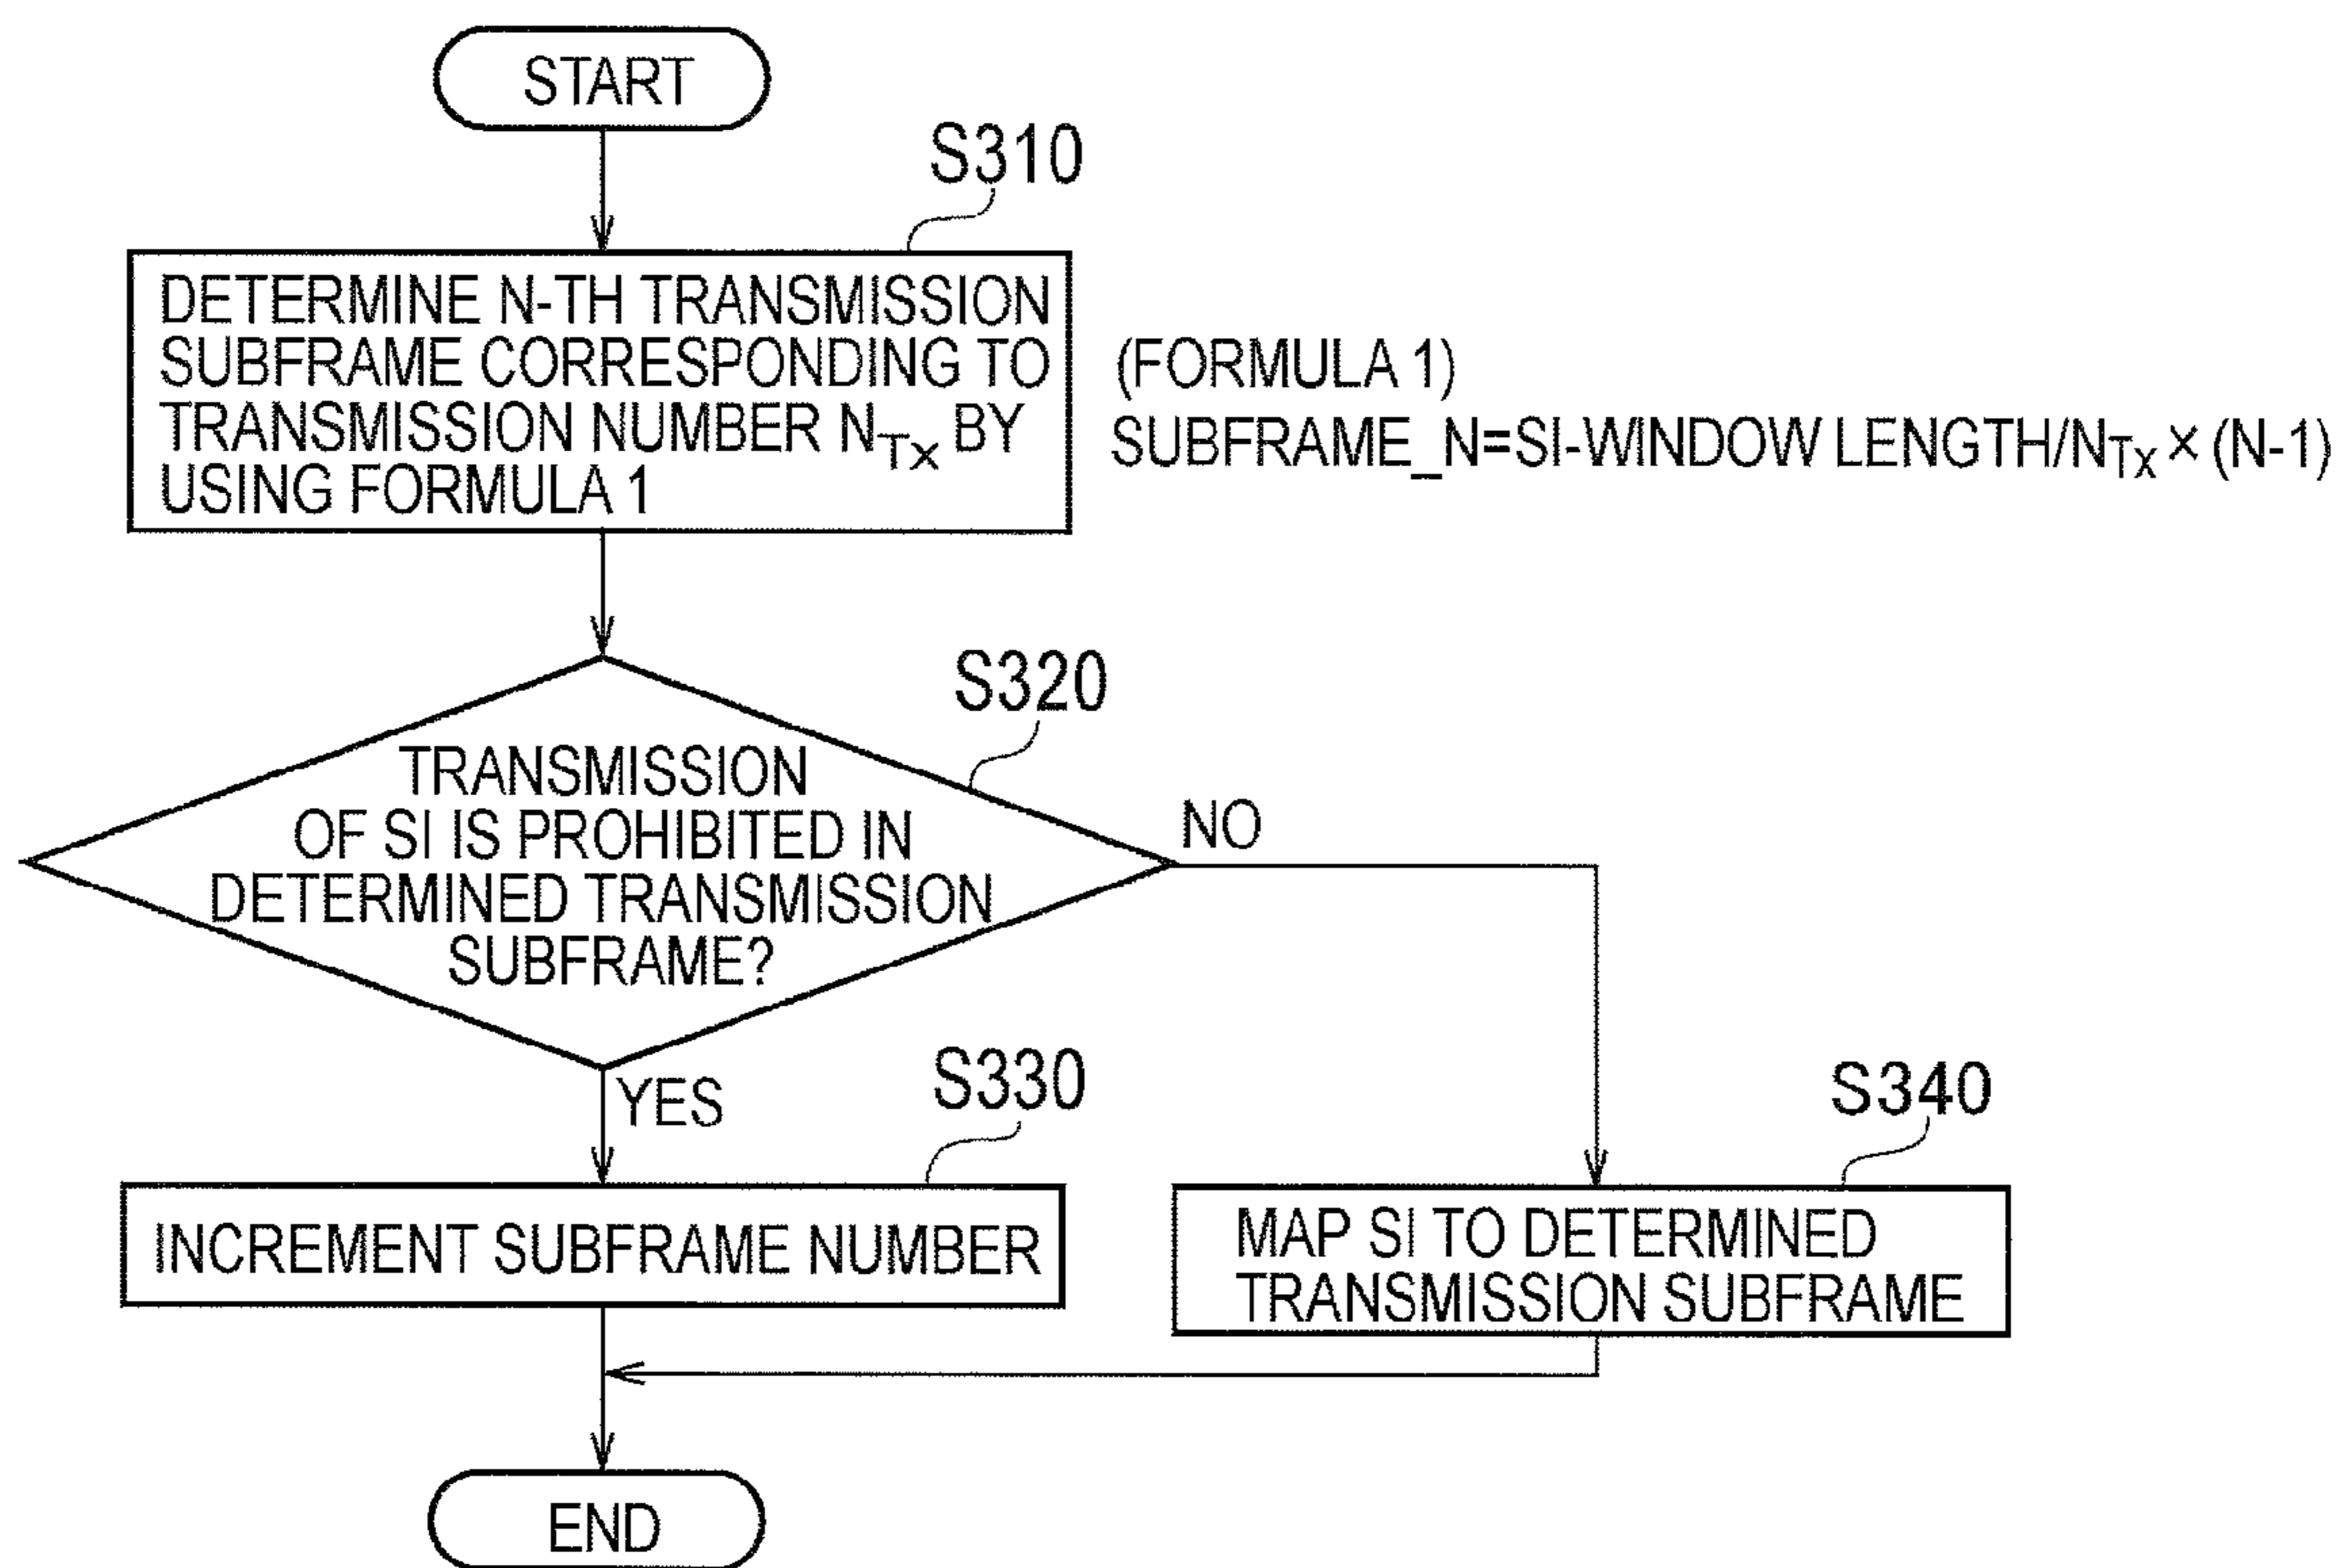 START
S310
DETERMINE N-TH TRANSMISSION
SUBFRAME CORRESPONDING TO
TRANSMISSION NUMBER NTx BY
USING FORMULA 1
(FORMULA 1)
SUBFRAME_N=SI-WINDOW LENGTH/NTx × (N-1)
S320
TRANSMISSION
OF SI IS PROHIBITED IN
DETERMINED TRANSMISSION
SUBFRAME?
NO
YES
S330
INCREMENT SUBFRAME NUMBER
S340
MAP SI TO DETERMINED
TRANSMISSION SUBFRAME
END